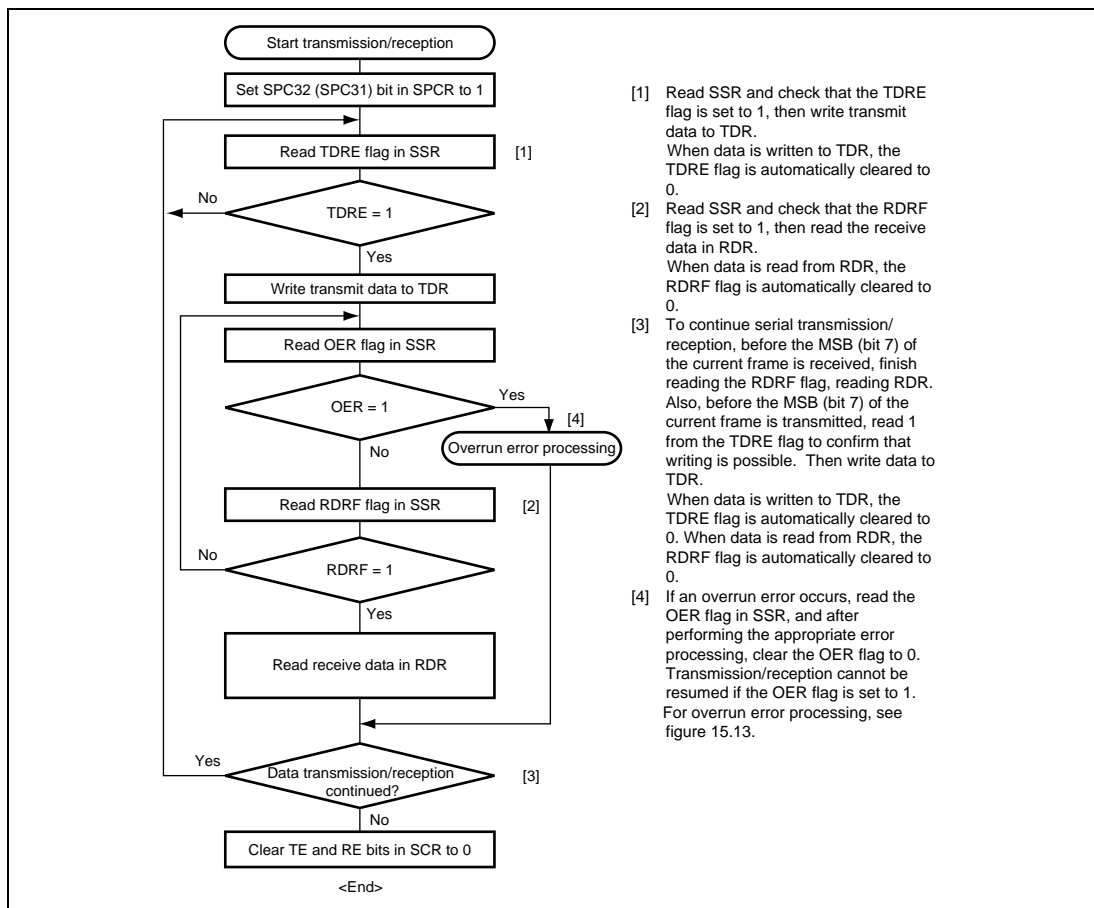 Start transmission/reception
Set SPC32 (SPC31) bit in SPCR to 1
Read TDRE flag in SSR
[1]
No
TDRE = 1
Yes
Write transmit data to TDR
Read OER flag in SSR
Yes
OER = 1
[4]
Overrun error processing
No
Read RDRF flag in SSR
[2]
No
RDRF = 1
Yes
Read receive data in RDR
Yes
Data transmission/reception
continued?
[3]
No
Clear TE and RE bits in SCR to 0
<End>
[1] Read SSR and check that the TDRE
flag is set to 1, then write transmit
data to TDR.
When data is written to TDR, the
TDRE flag is automatically cleared to
0.
[2] Read SSR and check that the RDRF
flag is set to 1, then read the receive
data in RDR.
When data is read from RDR, the
RDRF flag is automatically cleared to
0.
[3] To continue serial transmission/
reception, before the MSB (bit 7) of
the current frame is received, finish
reading the RDRF flag, reading RDR.
Also, before the MSB (bit 7) of the
current frame is transmitted, read 1
from the TDRE flag to confirm that
writing is possible. Then write data to
TDR.
When data is written to TDR, the
TDRE flag is automatically cleared to
0. When data is read from RDR, the
RDRF flag is automatically cleared to
0.
[4] If an overrun error occurs, read the
OER flag in SSR, and after
performing the appropriate error
processing, clear the OER flag to 0.
Transmission/reception cannot be
resumed if the OER flag is set to 1.
For overrun error processing, see
figure 15.13.